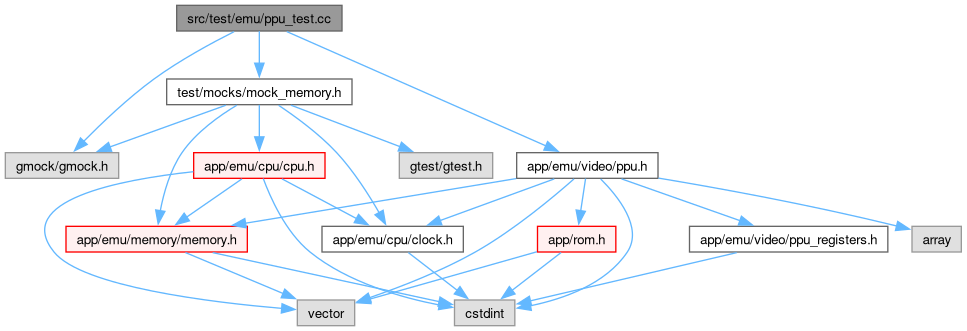 src/test/emu/ppu_test.cc
test/mocks/mock_memory.h
gmock/gmock.h
app/emu/cpu/cpu.h
gtest/gtest.h
app/emu/video/ppu.h
app/emu/memory/memory.h
app/emu/cpu/clock.h
app/rom.h
app/emu/video/ppu_registers.h
array
vector
cstdint